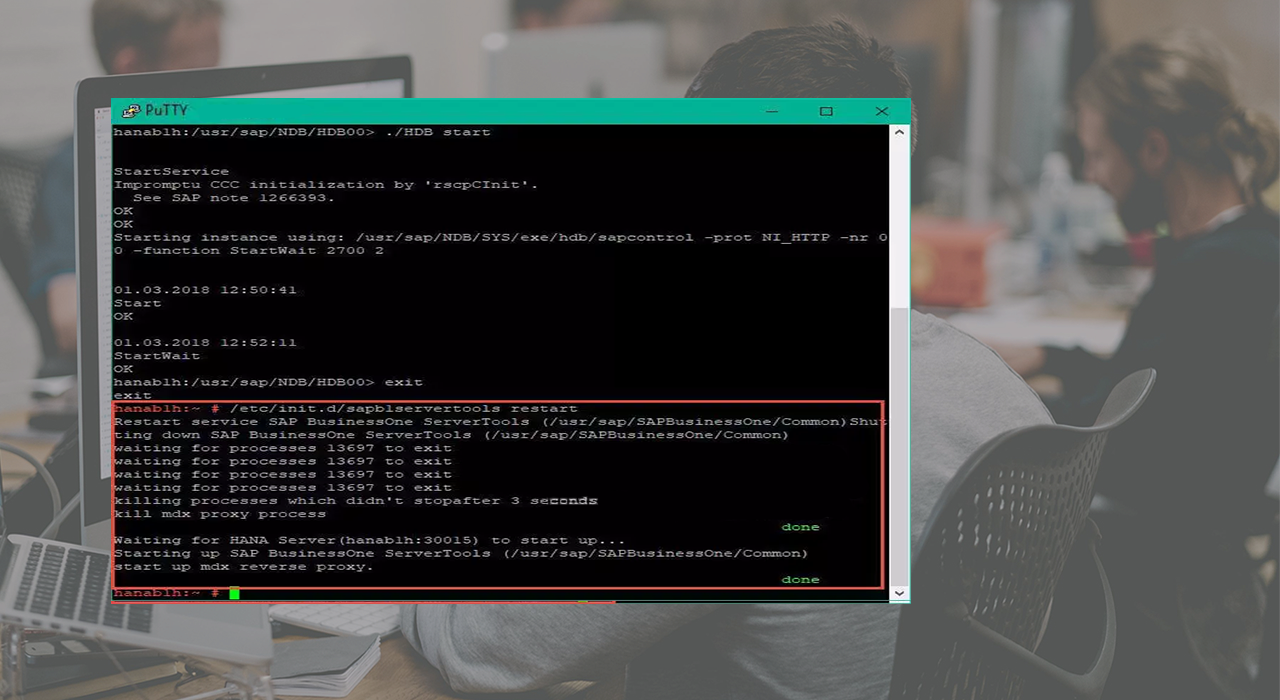 PuTTY
hanab1h:/usr/sap/NDB/HDB00> ./HDB start
StartService
Impromptu CCC initialization by 'rscpCInit'.
See SAP note 1266393.
OK
OK
Starting instance using: /usr/sap/NDB/SYS/exe/hdb/sapcontrol -prot NI_HTTP -nr 0
0 -function StartWait 2700 2
01.03.2018 12:50:41
Start
OK
01.03.2018 12:52:11
StartWait
OK
hanab1h:/usr/sap/NDB/HDB00> exit
exit
hanab1h:~ # /etc/init.d/sapb1servertools restart
Restart service SAP BusinessOne ServerTools (/usr/sap/SAPBusinessOne/Common)Shut
ting down SAP BusinessOne ServerTools (/usr/sap/SAPBusinessOne/Common)
waiting for processes 13697 to exit
waiting for processes 13697 to exit
waiting for processes 13697 to exit
waiting for processes 13697 to exit
killing processes which didn't stopafter 3 seconds
kill mdx proxy process
done
Waiting for HANA Server(hanab1h:30015) to start up...
Starting up SAP BusinessOne ServerTools (/usr/sap/SAPBusinessOne/Common)
start up mdx reverse proxy.
done
hanab1h:~ #